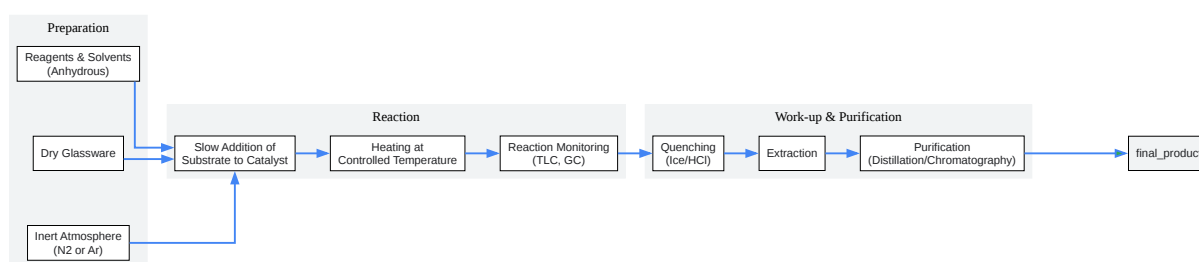 Preparation
Reagents & Solvents
(Anhydrous)
Dry Glassware
Inert Atmosphere
(N2 or Ar)
Reaction
Slow Addition of
Substrate to Catalyst
Heating at
Controlled Temperature
Reaction Monitoring
(TLC, GC)
Work-up & Purification
Quenching
(Ice/HCl)
Extraction
Purification
(Distillation/Chromatography)
final_product